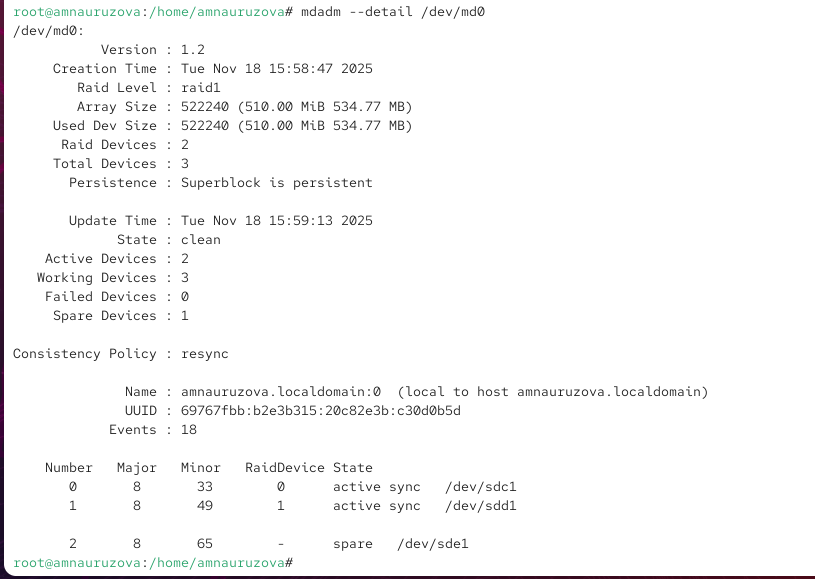 root@amnauruzova:/home/amnauruzova# mdadm --detail /dev/md0
/dev/md0:
Version : 1.2
Creation Time : Tue Nov 18 15:58:47 2025
Raid Level : raid1
Array Size : 522240 (510.00 MiB 534.77 MB)
Used Dev Size : 522240 (510.00 MiB 534.77 MB)
Raid Devices : 2
Total Devices : 3
Persistence : Superblock is persistent
Update Time : Tue Nov 18 15:59:13 2025
State : clean
Active Devices : 2
Working Devices : 3
Failed Devices : 0
Spare Devices : 1
Consistency Policy : resync
Name : amnauruzova.localdomain:0  (local to host amnauruzova.localdomain)
UUID : 69767fbb:b2e3b315:20c82e3b:c30d0b5d
Events : 18
Number   Major   Minor   RaidDevice State
0       8       33        0      active sync   /dev/sdc1
1       8       49        1      active sync   /dev/sdd1
2       8       65        -      spare   /dev/sde1
root@amnauruzova:/home/amnauruzova#